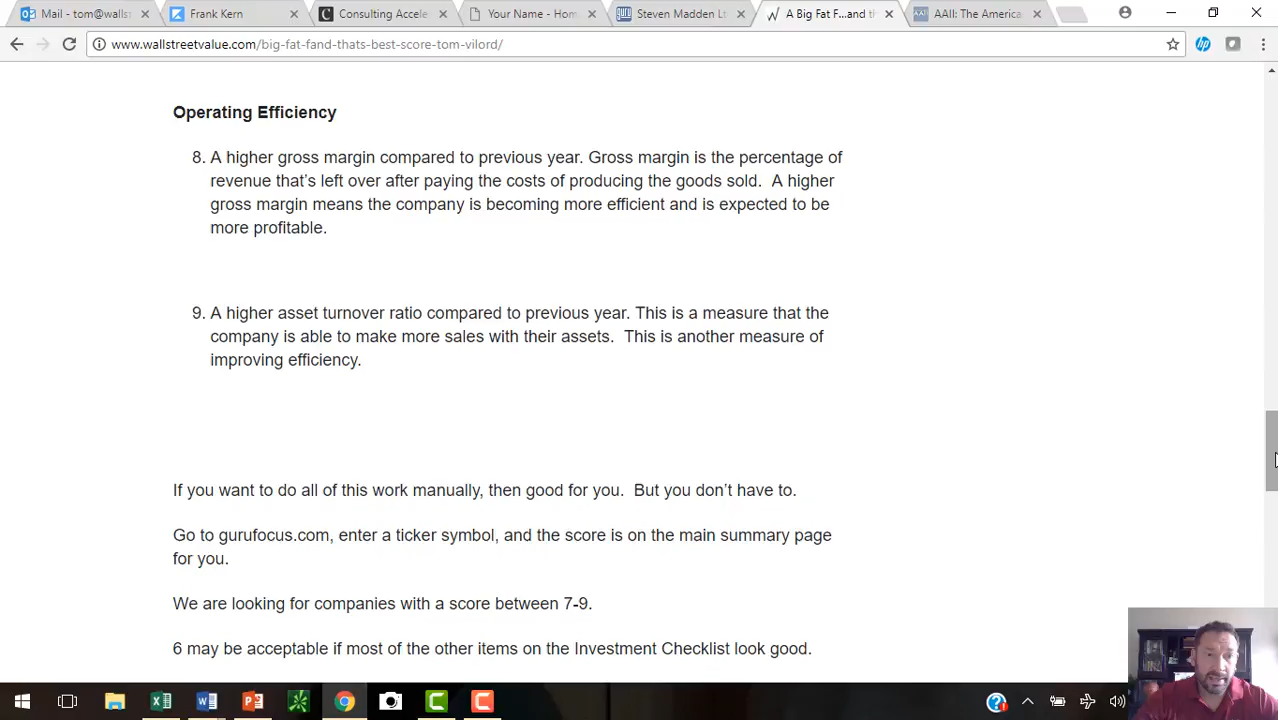 Mail - tom@walls
Frank Kern
Consulting Accele
Your Name - Hom
Steven Madden Lt
A Big Fat F...and th
AAII: The America
www.wallstreetvalue.com/big-fat-fand-thats-best-score-tom-vilord/
Operating Efficiency
8. A higher gross margin compared to previous year. Gross margin is the percentage of
revenue that's left over after paying the costs of producing the goods sold. A higher
gross margin means the company is becoming more efficient and is expected to be
more profitable.
9. A higher asset turnover ratio compared to previous year. This is a measure that the
company is able to make more sales with their assets. This is another measure of
improving efficiency.
If you want to do all of this work manually, then good for you. But you don't have to.
Go to gurufocus.com, enter a ticker symbol, and the score is on the main summary page
for you.
We are looking for companies with a score between 7-9.
6 may be acceptable if most of the other items on the Investment Checklist look good.